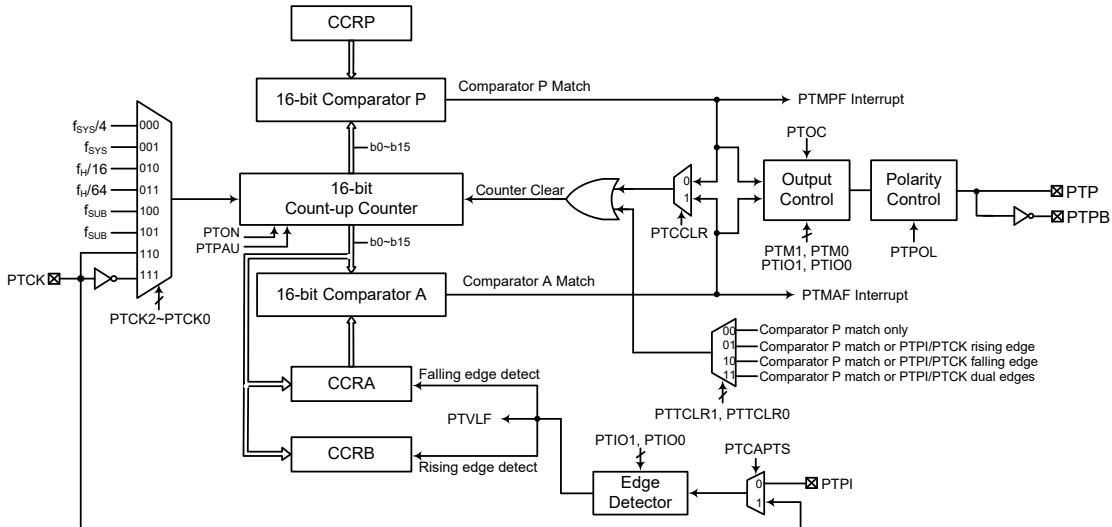 CCRP
16-bit Comparator P
Comparator P Match
PTMPF Interrupt
b0~b15
fSYS/4
000
fSYS
001
fH/16
010
fH/64
011
fSUB
100
fSUB
101
110
111
PTCK
PTCK2~PTCK0
16-bit
Count-up Counter
PTON
PTPAU
Counter Clear
0
1
PTCCLR
PTOC
Output
Control
PTM1, PTM0
PTIO1, PTIO0
Polarity
Control
PTPOL
PTP
PTPB
b0~b15
16-bit Comparator A
Comparator A Match
PTMAF Interrupt
00
Comparator P match only
01
Comparator P match or PTPI/PTCK rising edge
10
Comparator P match or PTPI/PTCK falling edge
11
Comparator P match or PTPI/PTCK dual edges
PTTCLR1, PTTCLR0
CCRA
Falling edge detect
PTVLF
CCRB
Rising edge detect
PTIO1, PTIO0
Edge
Detector
PTCAPTS
0
1
PTPI